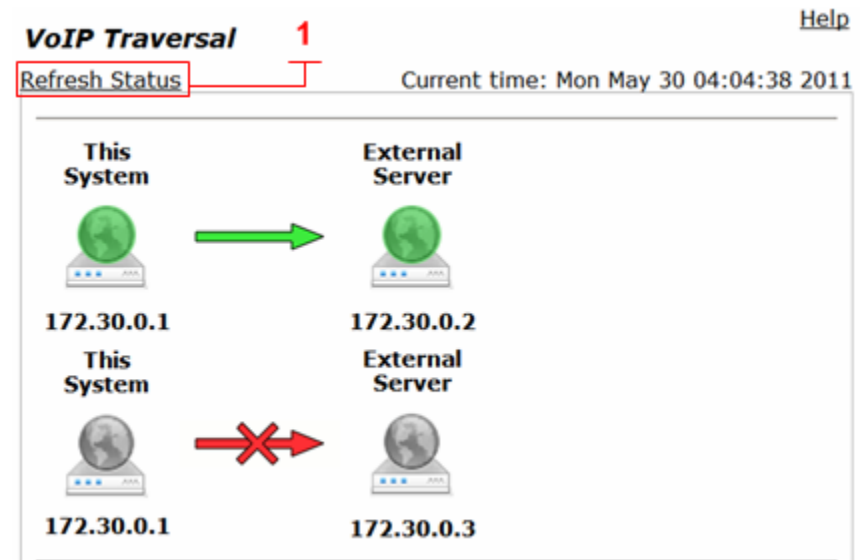 Help
VoIP Traversal
1
Refresh Status
Current time: Mon May 30 04:04:38 2011
This System
External Server
172.30.0.1
172.30.0.2
This System
External Server
172.30.0.1
172.30.0.3